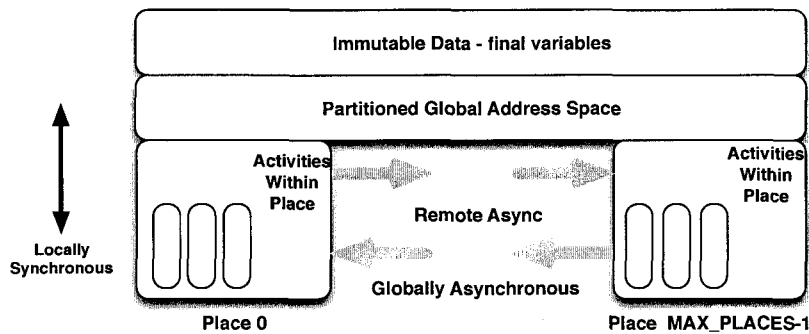 Immutable Data - final variables
Partitioned Global Address Space
Activities
Within
Place
Activities
Within
Place
Remote Async
Locally
Synchronous
Globally Asynchronous
Place 0
Place MAX_PLACES-1